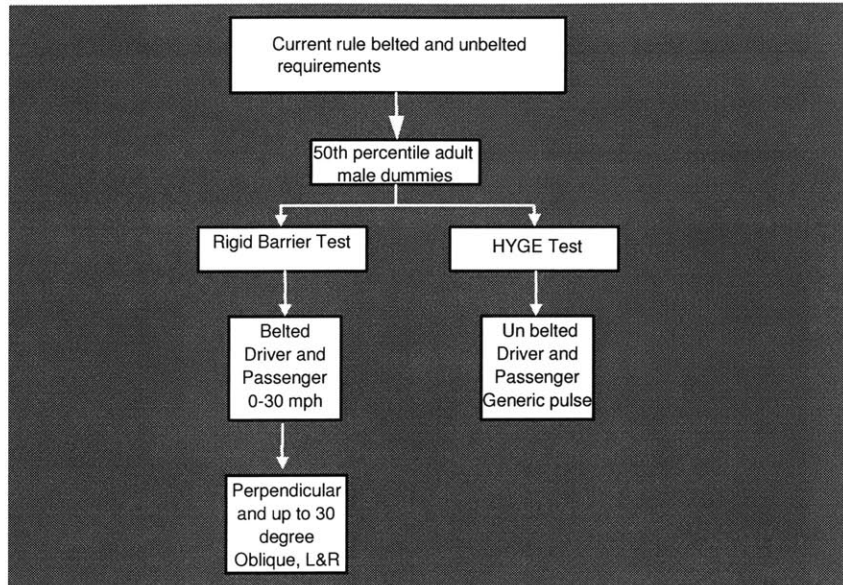 Current rule belted and unbelted
requirements
50th percentile adult
male dummies
Rigid Barrier Test
HYGE Test
Belted
Driver and
Passenger
0-30 mph
Un belted
Driver and
Passenger
Generic pulse
Perpendicular
and up to 30
degree
Oblique, L&R